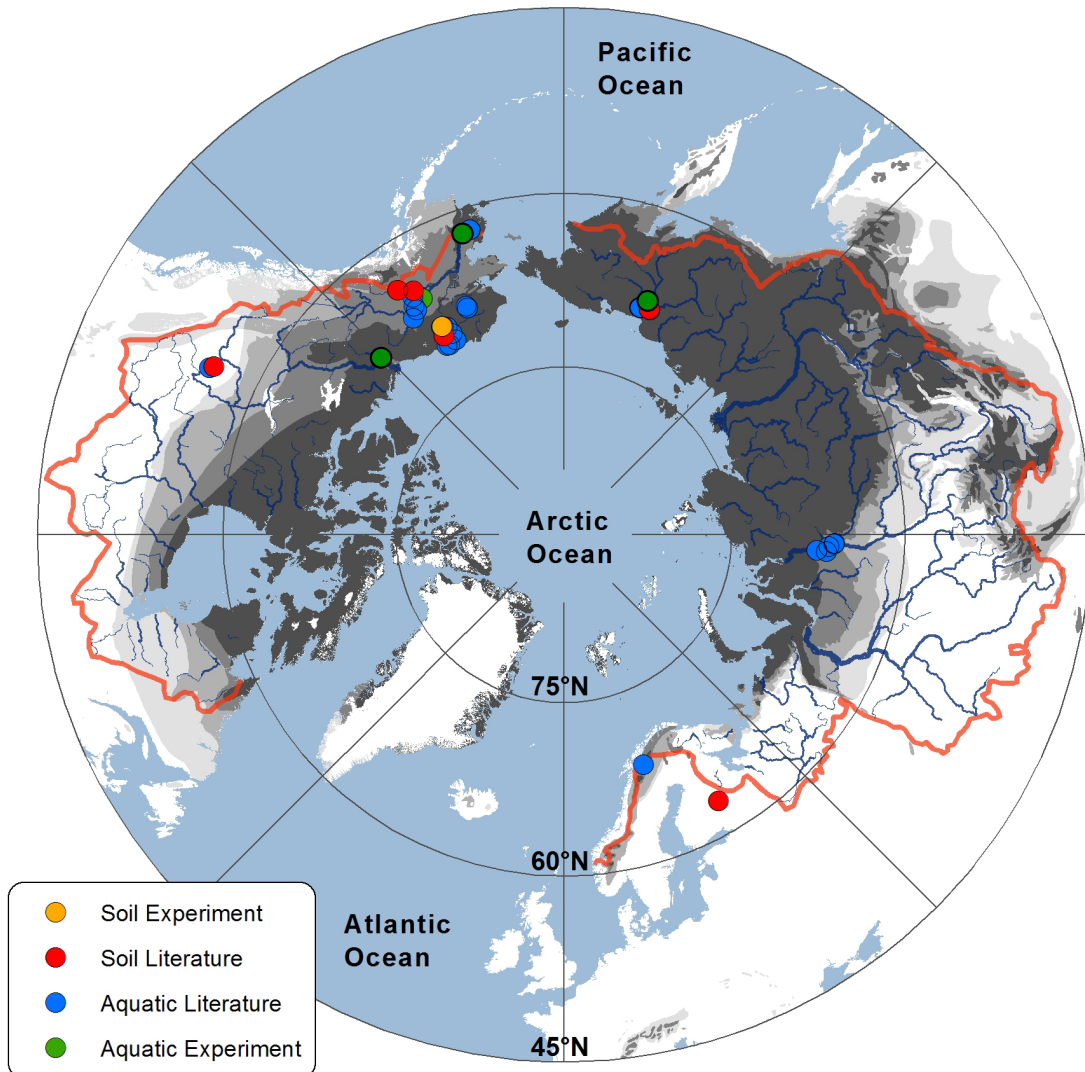 Pacific
Ocean
Arctic
Ocean
75°N
60°N
Atlantic
Ocean
45°N
Soil Experiment
Soil Literature
Aquatic Literature
Aquatic Experiment